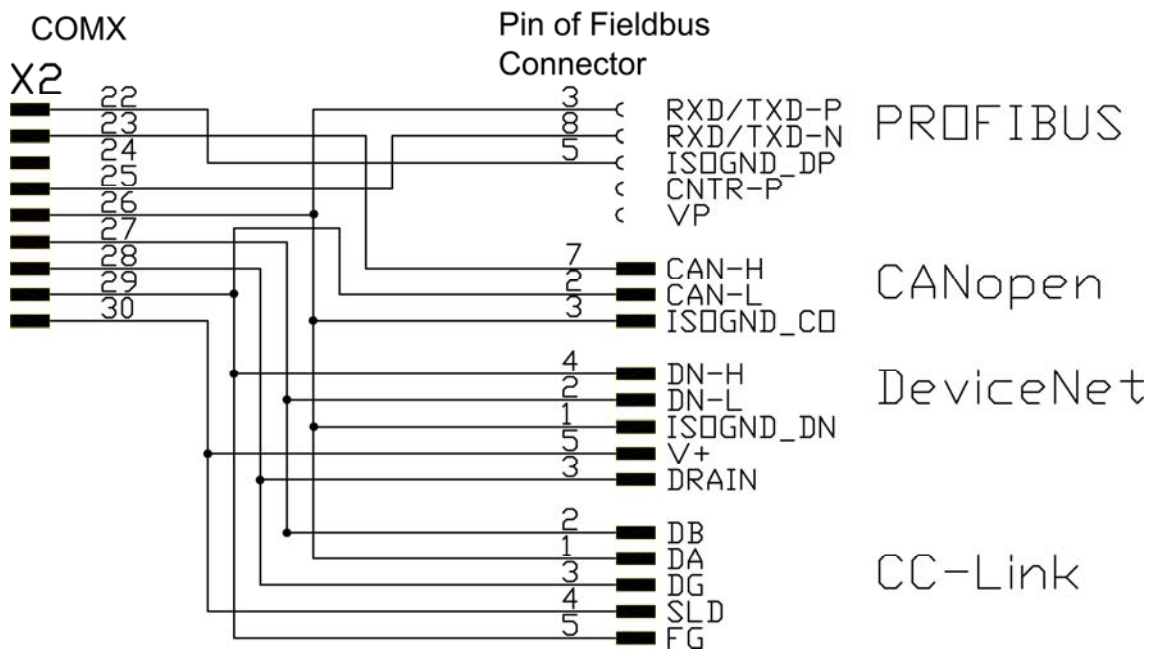 COMX
Pin of Fieldbus
Connector
X2
22
23
24
25
26
27
28
29
30
3 RXD/TXD-P
8 RXD/TXD-N
5 ISOGND_DP
CNTR-P
VP
PROFIBUS
7 CAN-H
2 CAN-L
3 ISOGND_CO
CANopen
4 DN-H
2 DN-L
1 ISOGND_DN
5 V+
3 DRAIN
DeviceNet
2 DB
1 DA
3 DG
4 SLD
5 FG
CC-Link